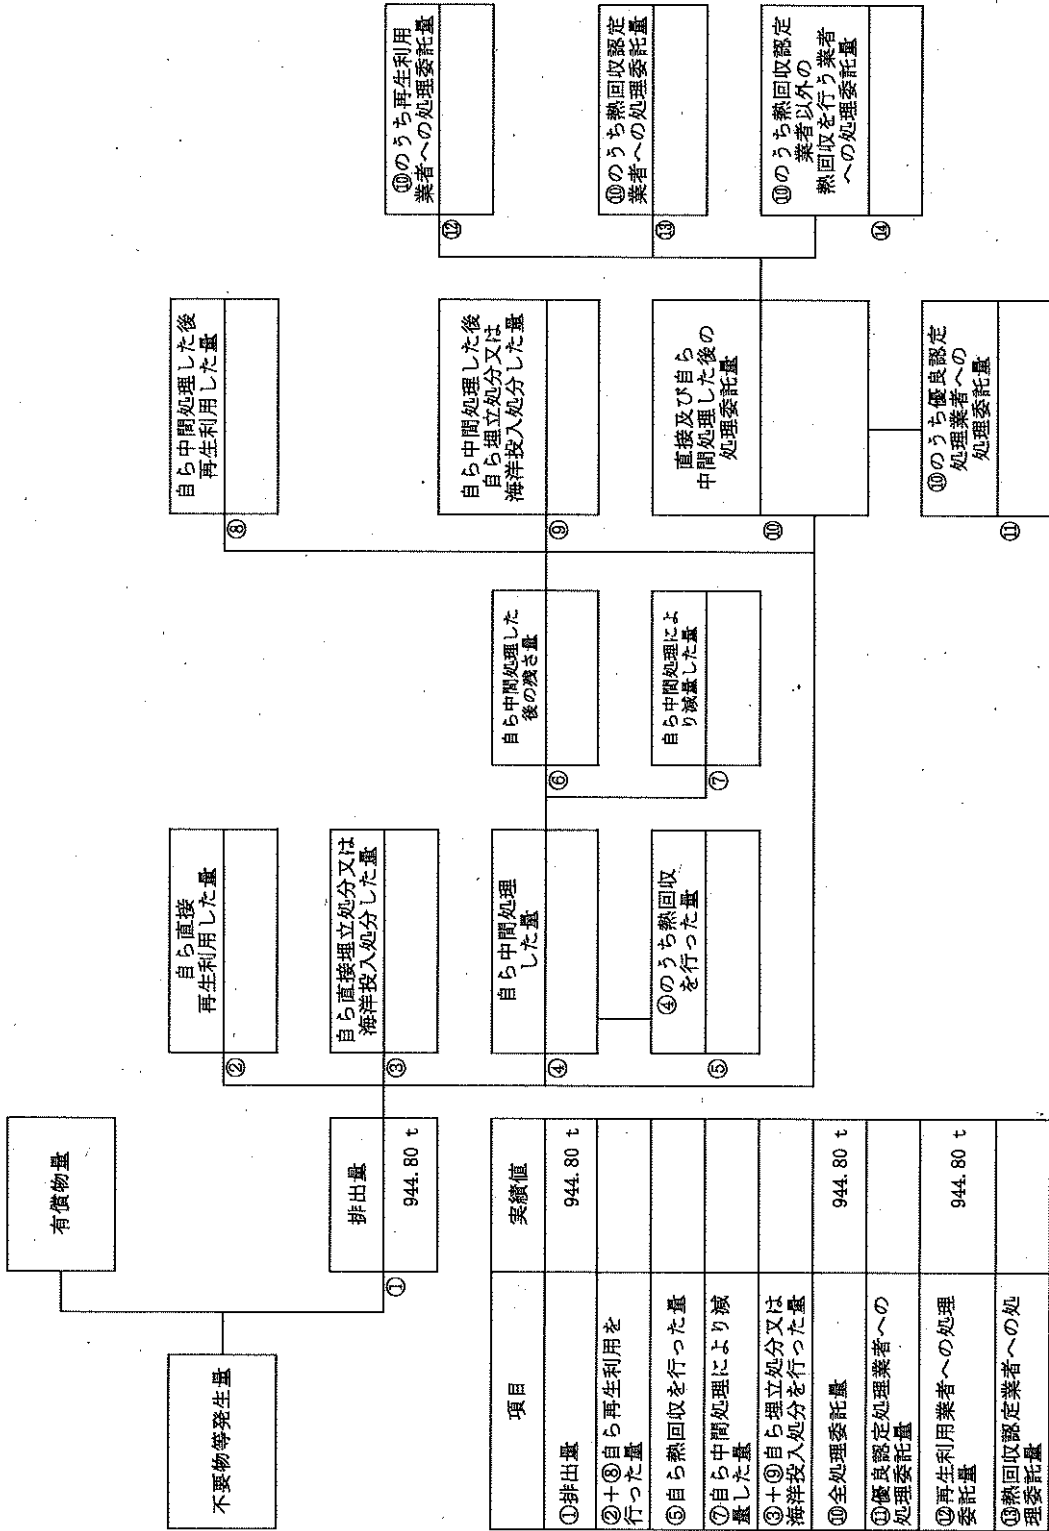 不要物等発生量
有償物量
排出量
①
944.80 t
自ら直接
再生利用した量
②
自ら直接埋立処分又は
海洋投入処分した量
③
自ら中間処理
した量
④
④のうち熱回収
を行った量
⑤
自ら中間処理した
後の残さ量
⑥
自ら中間処理によ
り減量した量
⑦
自ら中間処理した後
再生利用した量
⑧
自ら中間処理した後
自ら埋立処分又は
海洋投入処分した量
⑨
直接及び自ら
中間処理した後の
処理委託量
⑩
⑩のうち優良認定
処理業者への
処理委託量
⑪
⑩のうち再生利用
業者への処理委託量
⑫
⑩のうち熱回収認定
業者への処理委託量
⑬
⑩のうち熱回収認定
業者以外の
熱回収を行う業者
への処理委託量
⑭
項目 実績値
①排出量 944.80 t
②+⑧自ら再生利用を
行った量
⑤自ら熱回収を行った量
⑦自ら中間処理により減
量した量
③+⑨自ら埋立処分又は
海洋投入処分を行った量
⑩全処理委託量 944.80 t
⑪優良認定処理業者への
処理委託量
⑫再生利用業者への処理
委託量 944.80 t
⑬熱回収認定業者への処
理委託量